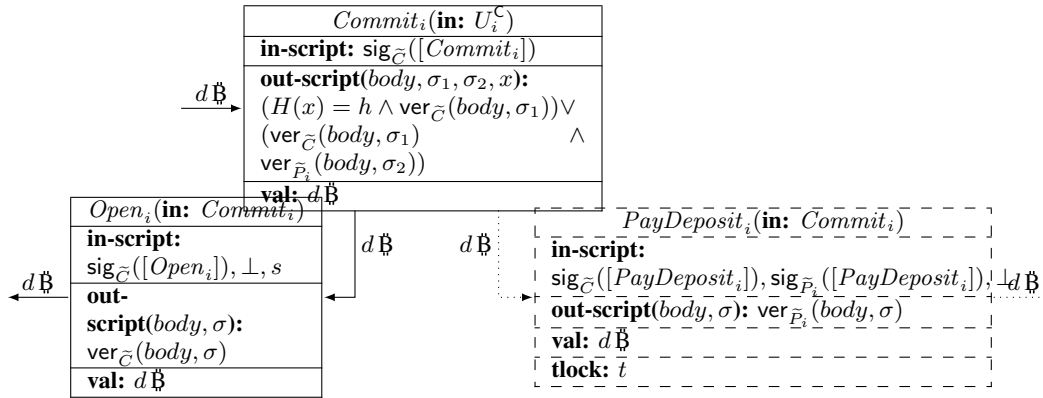 Commit_i(in: U_i^C)
in-script: sig_C̃([Commit_i])
out-script(body, σ_1, σ_2, x):
(H(x) = h ∧ ver_C̃(body, σ_1))∨
(ver_C̃(body, σ_1) ∧
ver_P̃_i(body, σ_2))
val: d ₿
d ₿
Open_i(in: Commit_i)
in-script:
sig_C̃([Open_i]), ⊥, s
out-
script(body, σ):
ver_C̃(body, σ)
val: d ₿
d ₿
d ₿
d ₿
PayDeposit_i(in: Commit_i)
in-script:
sig_C̃([PayDeposit_i]), sig_P̃_i([PayDeposit_i]), ⊥
out-script(body, σ): ver_P̃_i(body, σ)
val: d ₿
tlock: t
d ₿